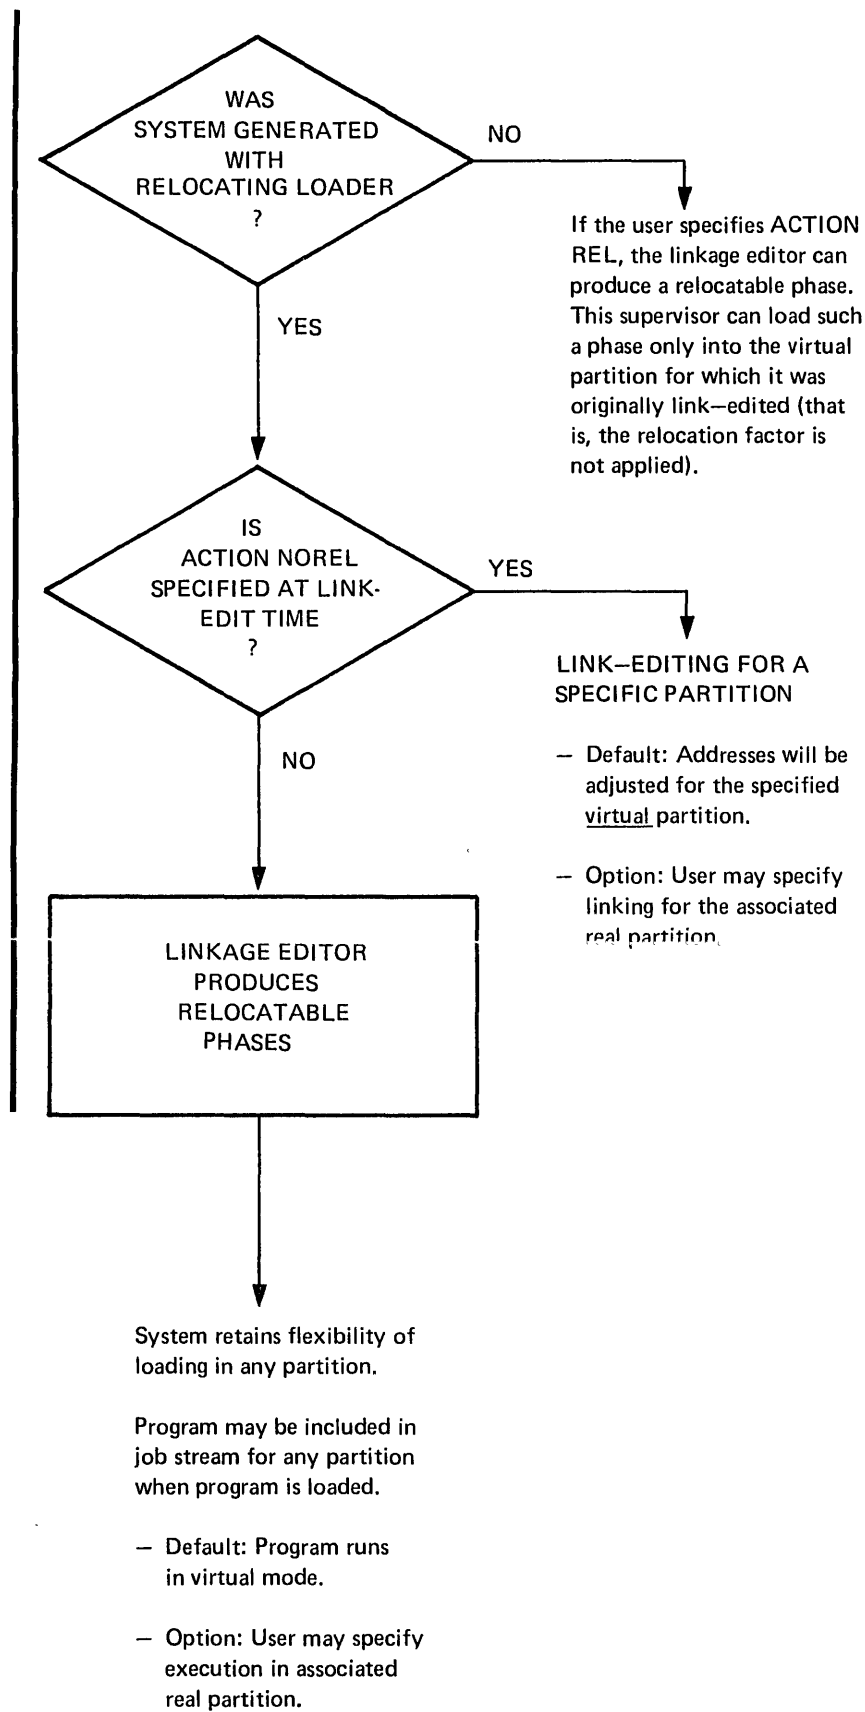 WAS
SYSTEM GENERATED
WITH
RELOCATING LOADER
?
NO
If the user specifies ACTION
REL, the linkage editor can
produce a relocatable phase.
This supervisor can load such
a phase only into the virtual
partition for which it was
originally link—edited (that
is, the relocation factor is
not applied).
YES
IS
ACTION NOREL
SPECIFIED AT LINK-
EDIT TIME
?
YES
LINK—EDITING FOR A
SPECIFIC PARTITION
— Default: Addresses will be
adjusted for the specified
virtual partition.
— Option: User may specify
linking for the associated
real partition.
NO
LINKAGE EDITOR
PRODUCES
RELOCATABLE
PHASES
System retains flexibility of
loading in any partition.
Program may be included in
job stream for any partition
when program is loaded.
— Default: Program runs
in virtual mode.
— Option: User may specify
execution in associated
real partition.